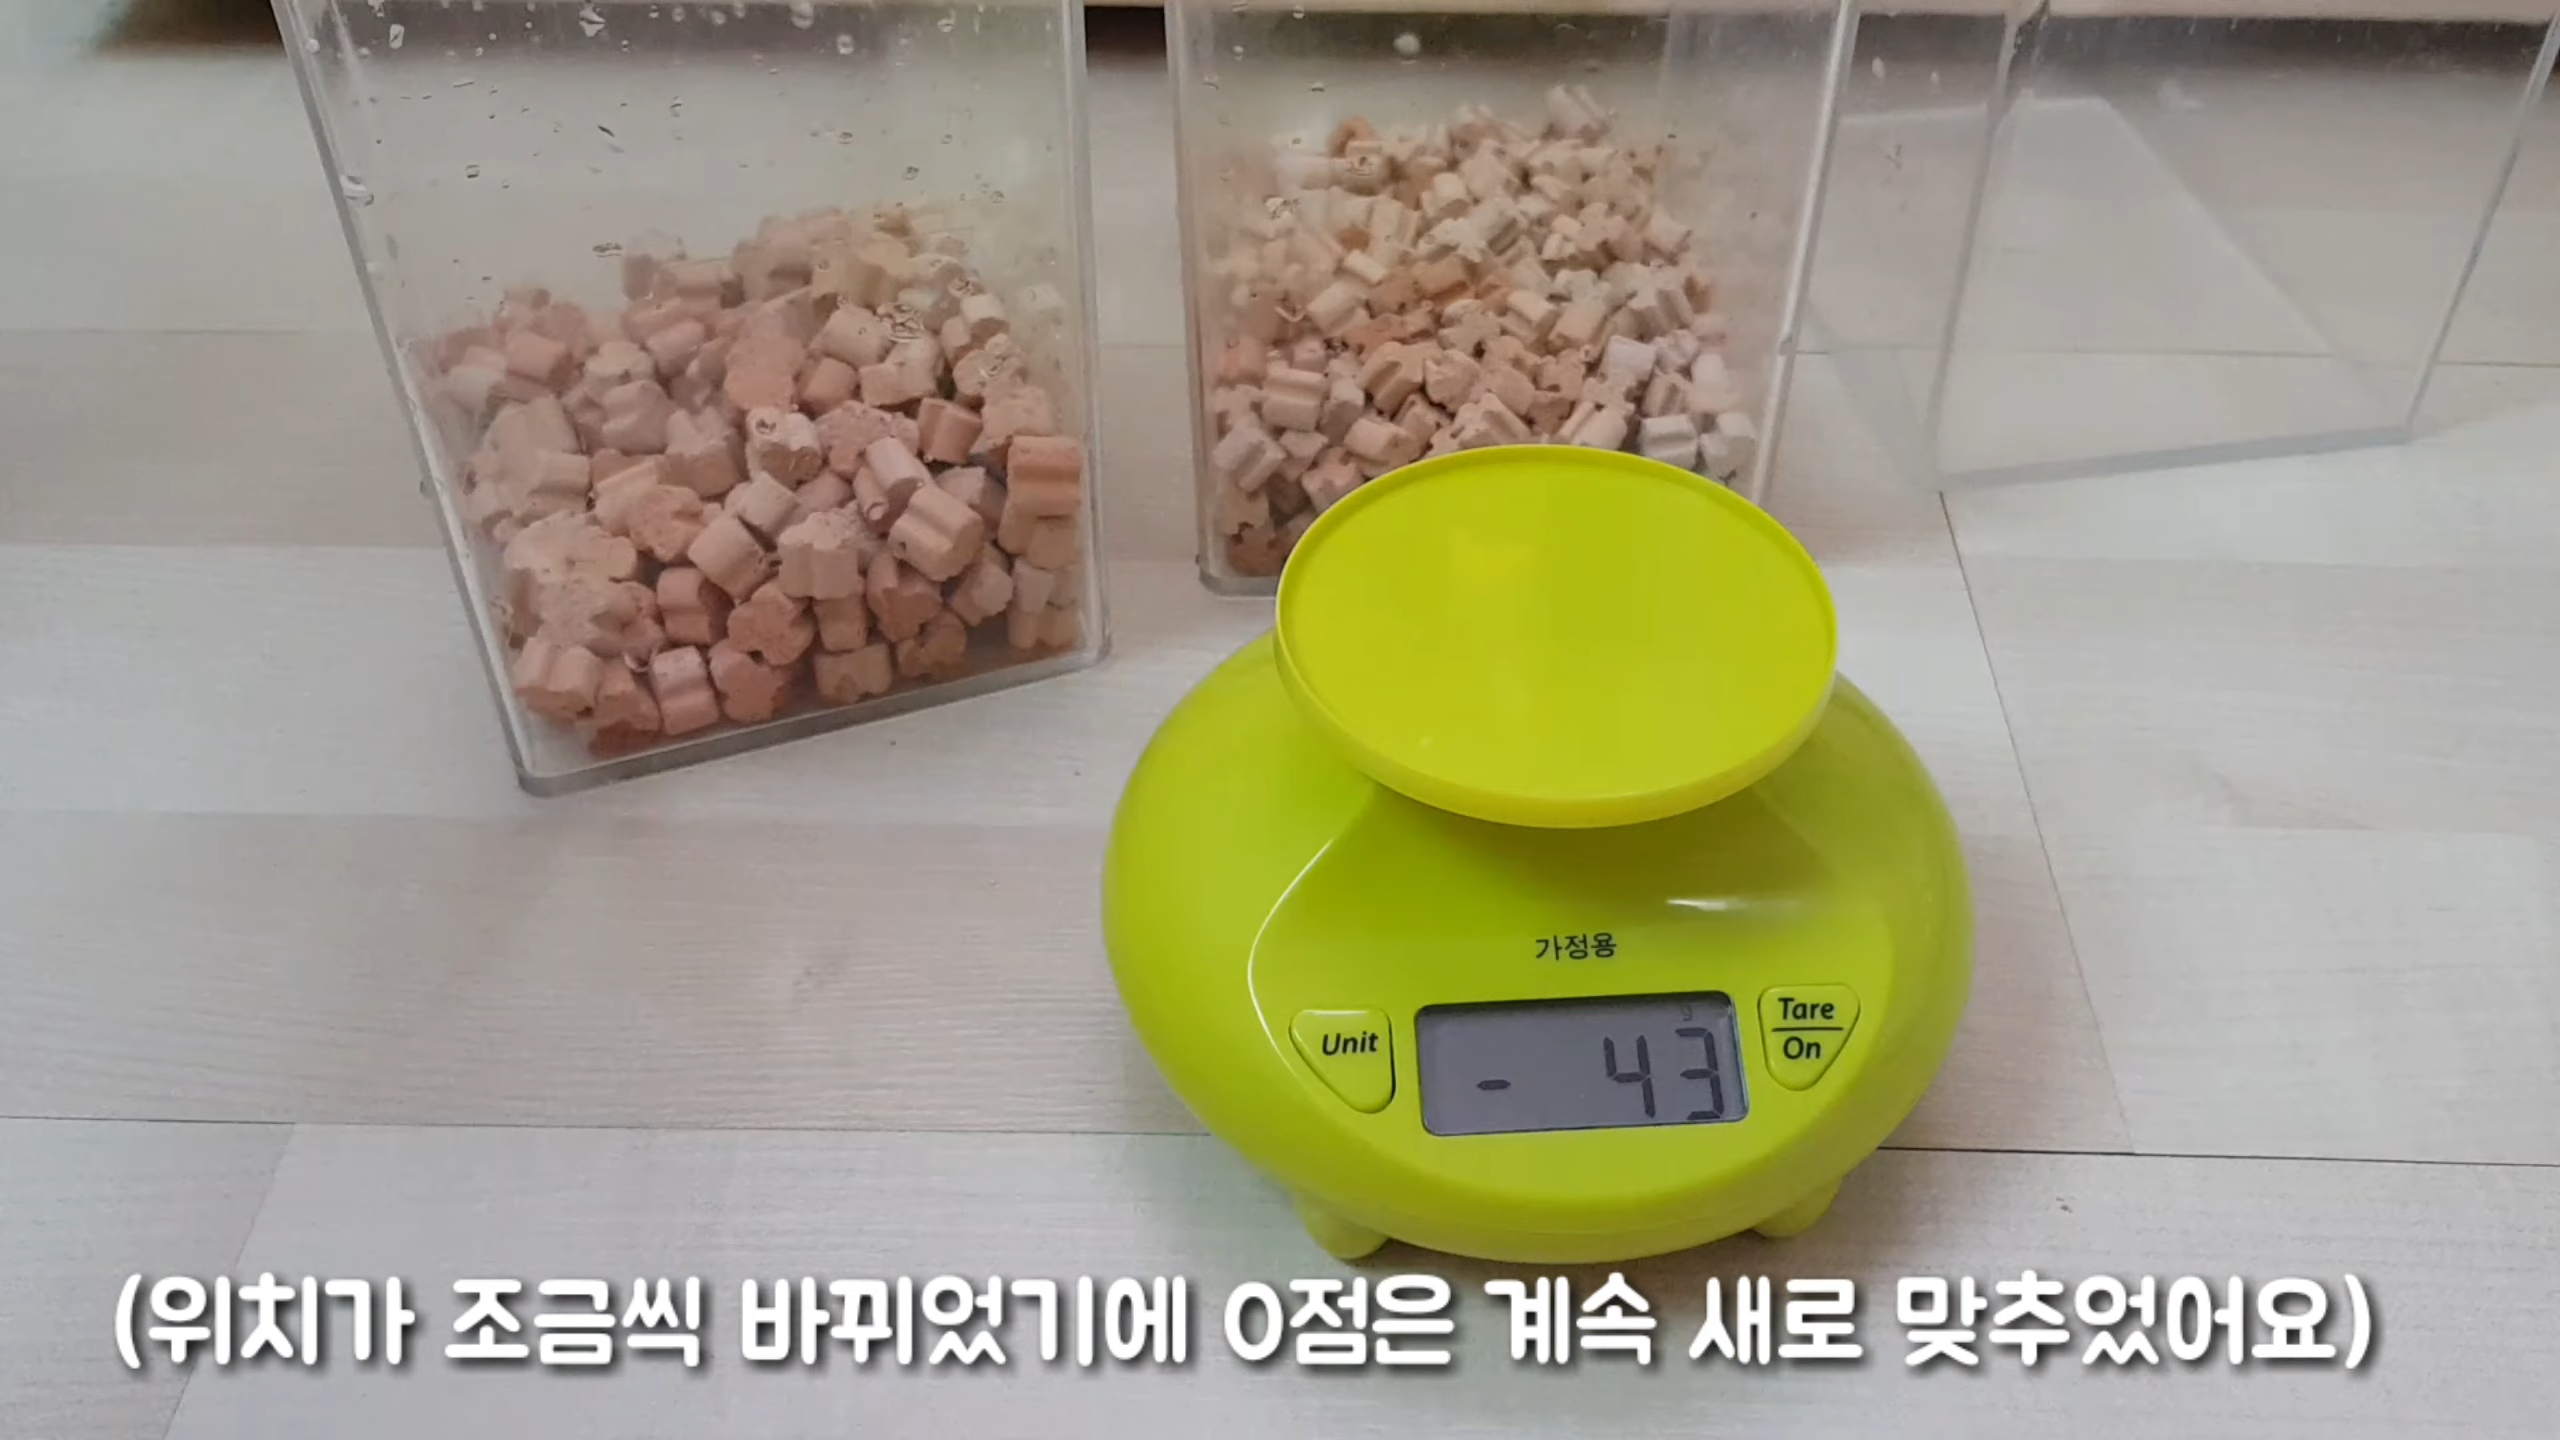 가정용
Unit
g
- 43
Tare
On
(위치가 조금씩 바뀌었기에 0점은 계속 새로 맞추었어요)